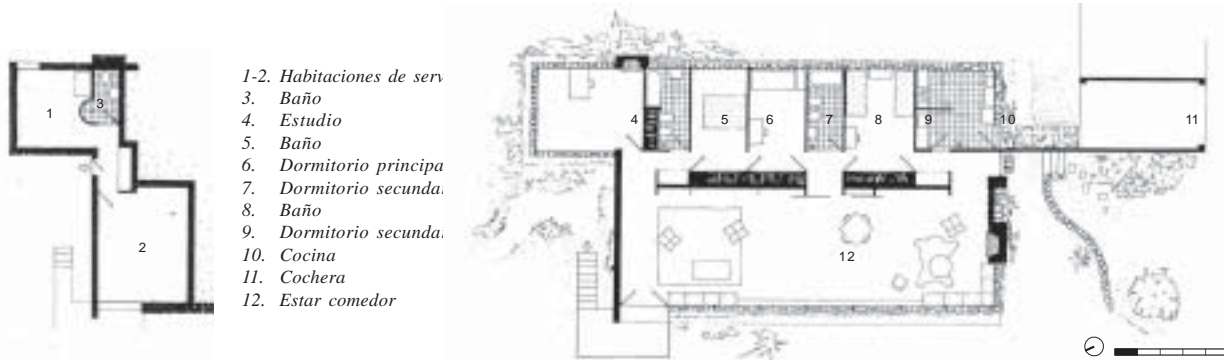 1-2. Habitaciones de serv
3. Baño
4. Estudio
5. Baño
6. Dormitorio principa
7. Dormitorio secunda
8. Baño
9. Dormitorio secunda
10. Cocina
11. Cochera
12. Estar comedor
1
3
2
4
5
6
7
8
9
10
11
12